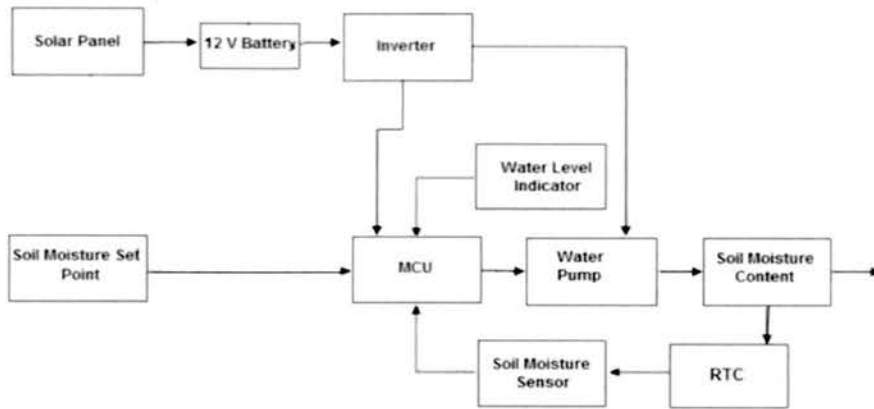 Solar Panel
12 V Battery
Inverter
Water Level
Indicator
Soil Moisture Set
Point
MCU
Water
Pump
Soil Moisture
Content
Soil Moisture
Sensor
RTC